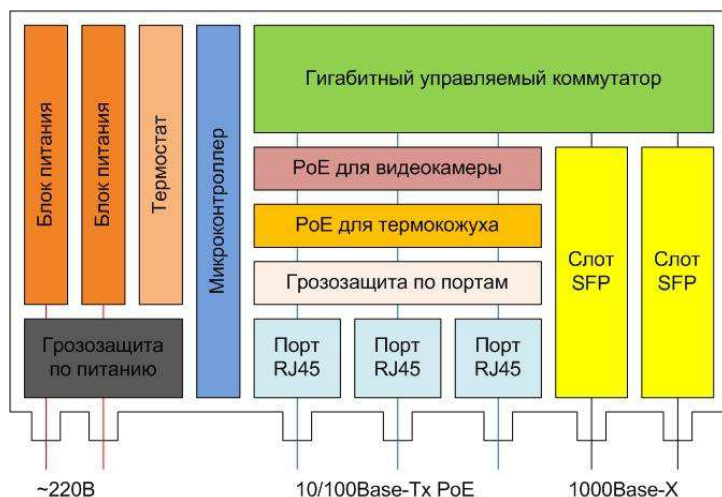 Блок питания
Блок питания
Термостат
Микроконтроллер
Гигабитный управляемый коммутатор
PoE для видеокамеры
PoE для термокожуха
Грозозащита по портам
Слот
SFP
Слот
SFP
Грозозащита
по питанию
Порт
RJ45
Порт
RJ45
Порт
RJ45
~220В
10/100Base-Tx PoE
1000Base-X